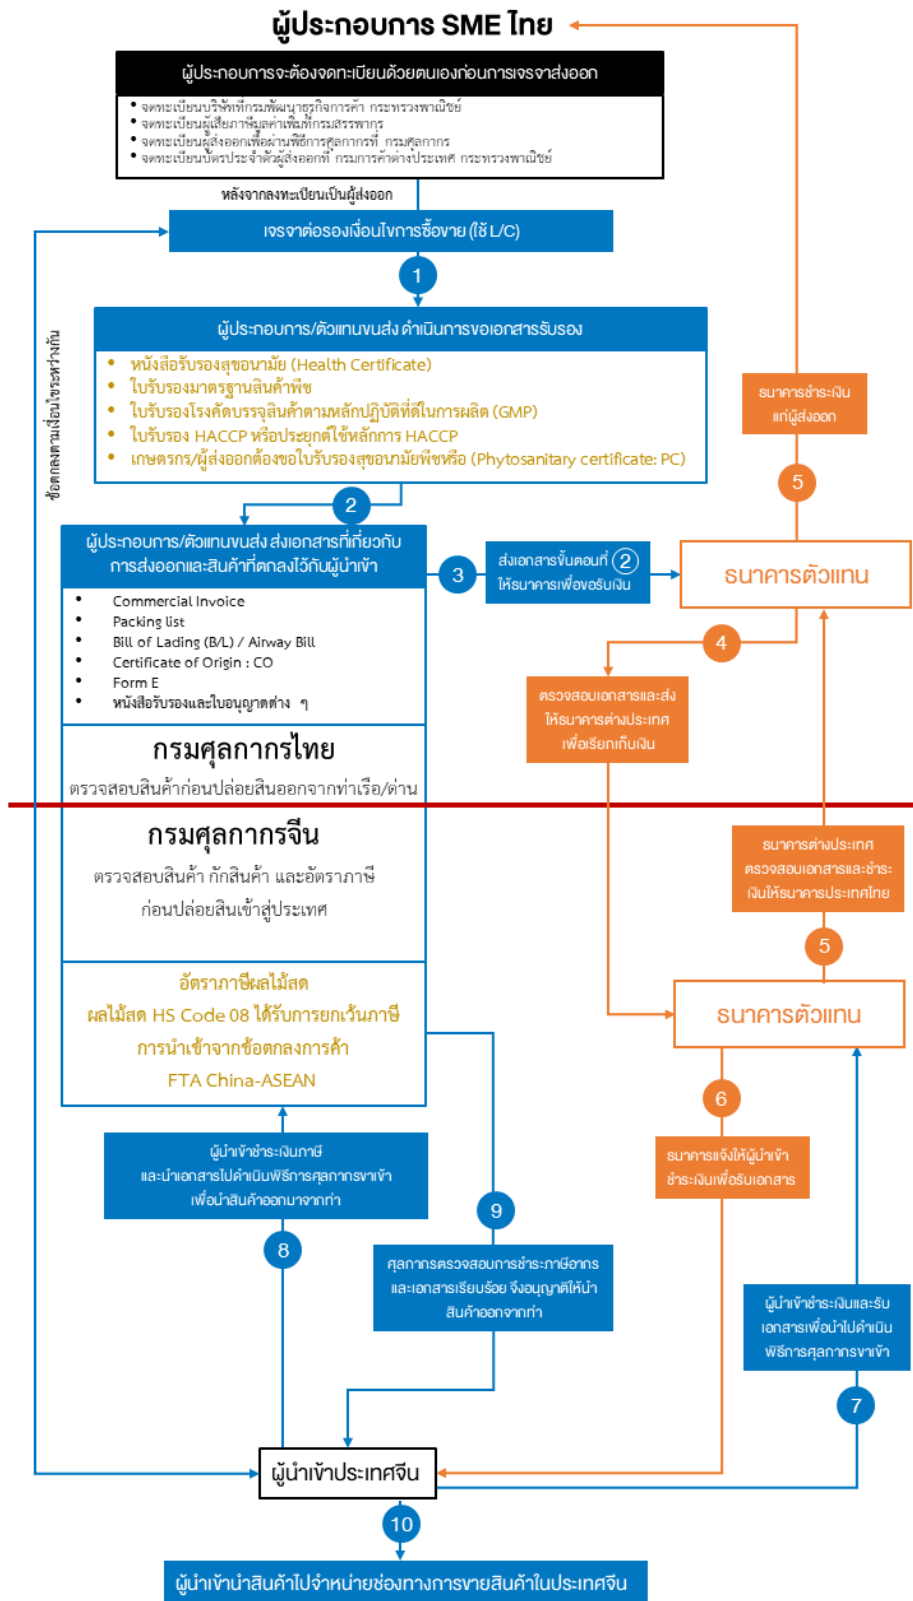 ผู้ประกอบการ SME ไทย
ผู้ประกอบการจะต้องจดทะเบียนด้วยตนเองก่อนการเจรจาส่งออก
• จดทะเบียนบริษัทที่กรมพัฒนาธุรกิจการค้า กระทรวงพาณิชย์
• จดทะเบียนผู้เสียภาษีมูลค่าเพิ่มที่กรมสรรพากร
• จดทะเบียนผู้ส่งออกเพื่อผ่านพิธีการศุลกากรที่ กรมศุลกากร
• จดทะเบียนบัตรประจำตัวผู้ส่งออกที่ กรมการค้าต่างประเทศ กระทรวงพาณิชย์
หลังจากลงทะเบียนเป็นผู้ส่งออก
เจรจาต่อรองเงื่อนไขการซื้อขาย (ใช้ L/C)
1
ข้อตกลงตามเงื่อนไขระหว่างกัน
ผู้ประกอบการ/ตัวแทนขนส่ง ดำเนินการขอเอกสารรับรอง
• หนังสือรับรองสุขอนามัย (Health Certificate)
• ใบรับรองมาตรฐานสินค้าพืช
• ใบรับรองโรงคัดบรรจุสินค้าตามหลักปฏิบัติที่ดีในการผลิต (GMP)
• ใบรับรอง HACCP หรือประยุกต์ใช้หลักการ HACCP
• เกษตรกร/ผู้ส่งออกต้องขอใบรับรองสุขอนามัยพืชหรือ (Phytosanitary certificate: PC)
ธนาคารชำระเงิน
แก่ผู้ส่งออก
5
2
ผู้ประกอบการ/ตัวแทนขนส่ง ส่งเอกสารที่เกี่ยวกับ
การส่งออกและสินค้าที่ตกลงไว้กับผู้นำเข้า
• Commercial Invoice
• Packing list
• Bill of Lading (B/L) / Airway Bill
• Certificate of Origin : CO
• Form E
• หนังสือรับรองและใบอนุญาตต่าง ๆ
3
ส่งเอกสารขั้นตอนที่ 2
ให้ธนาคารเพื่อขอรับเงิน
ธนาคารตัวแทน
4
ตรวจสอบเอกสารและส่ง
ให้ธนาคารต่างประเทศ
เพื่อเรียกเก็บเงิน
กรมศุลกากรไทย
ตรวจสอบสินค้าก่อนปล่อยสินออกจากท่าเรือ/ด่าน
กรมศุลกากรจีน
ตรวจสอบสินค้า กักสินค้า และอัตราภาษี
ก่อนปล่อยสินเข้าสู่ประเทศ
ธนาคารต่างประเทศ
ตรวจสอบเอกสารและชำระ
เงินให้ธนาคารประเทศไทย
5
ธนาคารตัวแทน
อัตราภาษีผลไม้สด
ผลไม้สด HS Code 08 ได้รับการยกเว้นภาษี
การนำเข้าจากข้อตกลงการค้า
FTA China-ASEAN
6
ธนาคารแจ้งให้ผู้นำเข้า
ชำระเงินเพื่อรับเอกสาร
ผู้นำเข้าชำระเงินภาษี
และนำเอกสารไปดำเนินพิธีการศุลกากรขาเข้า
เพื่อนำสินค้าออกมาจากท่า
8
9
ศุลกากรตรวจสอบการชำระภาษีอากร
และเอกสารเรียบร้อย จึงอนุญาติให้นำ
สินค้าออกจากท่า
ผู้นำเข้าชำระเงินและรับ
เอกสารเพื่อนำไปดำเนิน
พิธีการศุลกากรขาเข้า
7
ผู้นำเข้าประเทศจีน
10
ผู้นำเข้านำสินค้าไปจำหน่ายช่องทางการขายสินค้าในประเทศจีน